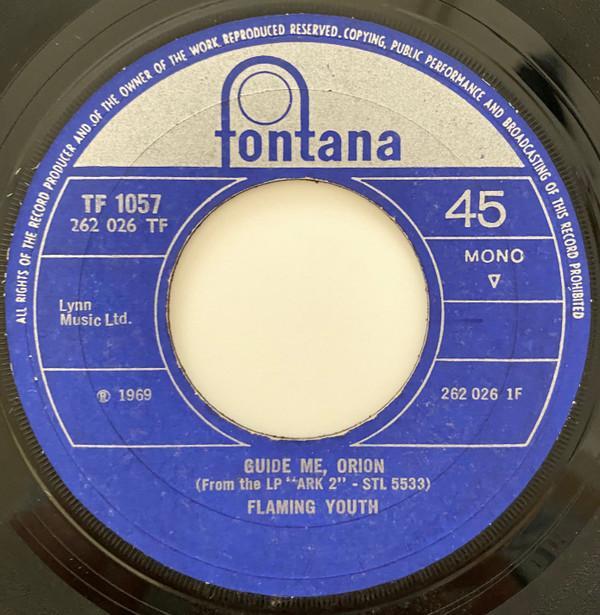 ALL RIGHTS OF THE RECORD PRODUCER AND OF THE OWNER OF THE WORK REPRODUCED RESERVED. COPYING, PUBLIC PERFORMANCE AND BROADCASTING OF THIS RECORD PROHIBITED
fontana
TF 1057
262 026 TF
45
MONO
Lynn
Music Ltd.
℗ 1969
262 026 1F
GUIDE ME, ORION
(From the LP "ARK 2" - STL 5533)
FLAMING YOUTH